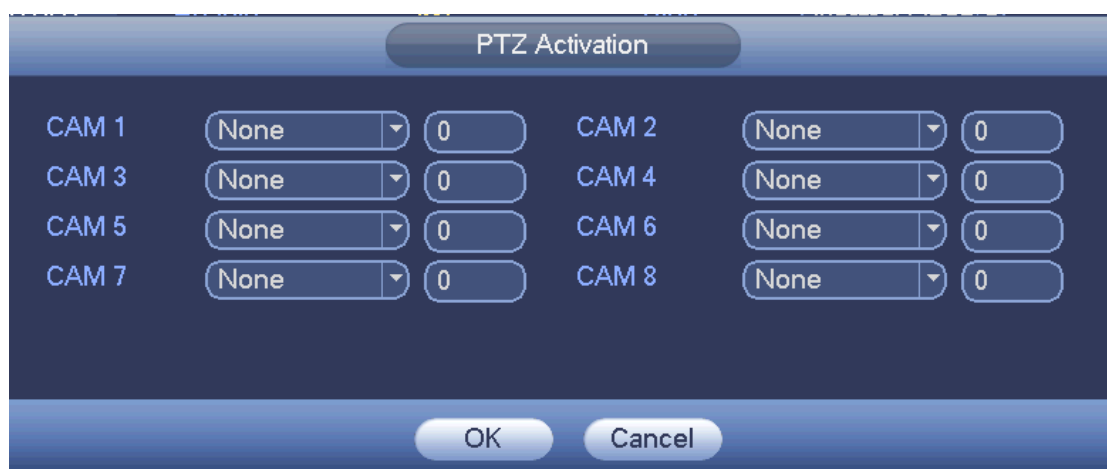 PTZ Activation
CAM 1 None 0 CAM 2 None 0
CAM 3 None 0 CAM 4 None 0
CAM 5 None 0 CAM 6 None 0
CAM 7 None 0 CAM 8 None 0
OK Cancel